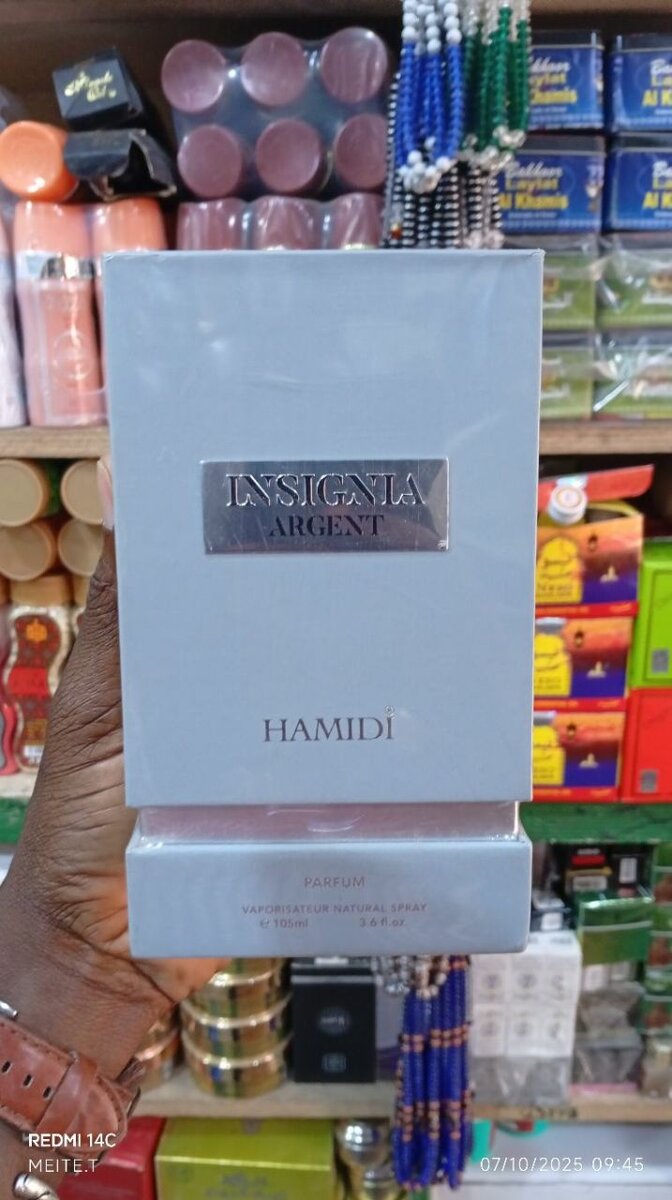 INSIGNIA
ARGENT
HAMIDI
PARFUM
VAPORISATEUR NATURAL SPRAY
℮ 105ml 3.6 fl.oz
Laylat
Al Khamis
REDMI 14C
MEITE.T
07/10/2025 09:45